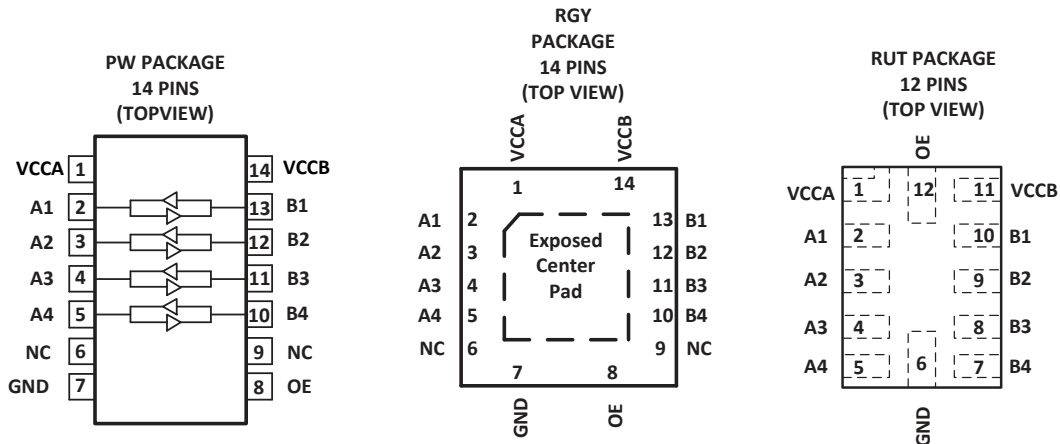 PW PACKAGE
14 PINS
(TOPVIEW)
VCCA 1 14 VCCB
A1 2 13 B1
A2 3 12 B2
A3 4 11 B3
A4 5 10 B4
NC 6 9 NC
GND 7 8 OE
RGY
PACKAGE
14 PINS
(TOP VIEW)
VCCA VCCB
1 14
A1 2 13 B1
A2 3 12 B2
A3 4 11 B3
A4 5 10 B4
NC 6 9 NC
Exposed
Center
Pad
7 8
GND OE
RUT PACKAGE
12 PINS
(TOP VIEW)
OE
VCCA 1 12 11 VCCB
A1 2 10 B1
A2 3 9 B2
A3 4 8 B3
A4 5 6 7 B4
GND